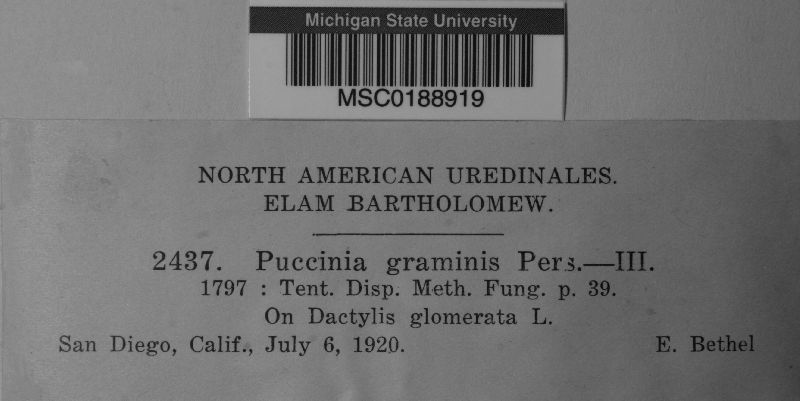 Michigan State University
MSC0188919
NORTH AMERICAN UREDINALES.
ELAM BARTHOLOMEW.
2437. Puccinia graminis Pers.—III.
1797 : Tent. Disp. Meth. Fung. p. 39.
On Dactylis glomerata L.
San Diego, Calif., July 6, 1920. E. Bethel